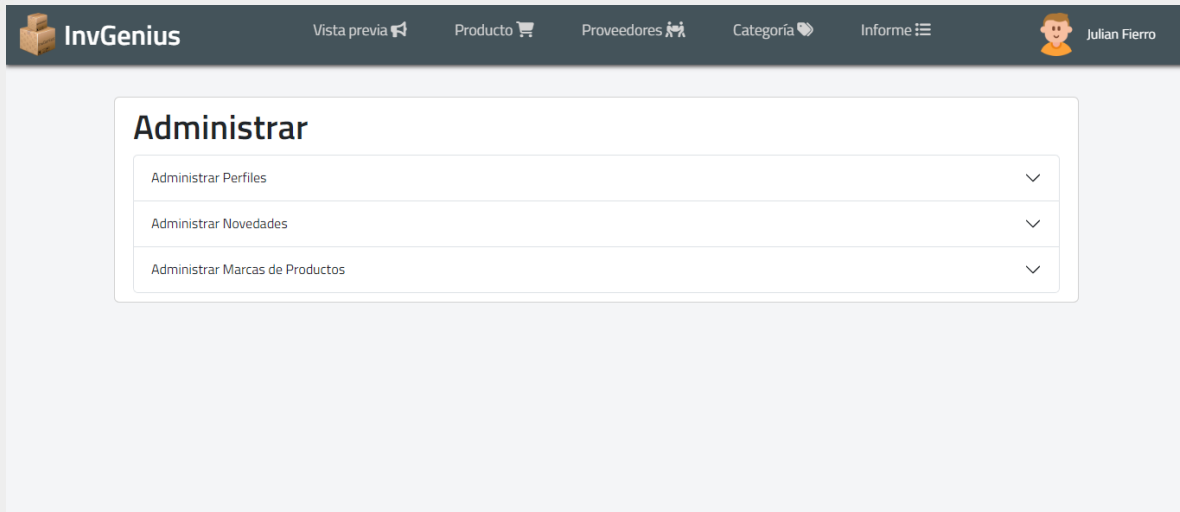 InvGenius
Vista previa
Producto
Proveedores
Categoría
Informe
Julian Fierro
Administrar
Administrar Perfiles
Administrar Novedades
Administrar Marcas de Productos